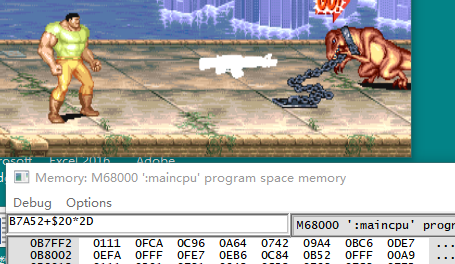 GO!
Excel 2016
Adobe
Memory: M68000 ':maincpu' program space memory
Debug Options
B7A52+$20*2D
M68000 ':maincpu' progr
0B7FF2 0111 0FCA 0C96 0A64 0742 09A4 0BC6 0DE7 ...
0B8002 0EFA 0FFF 0FE7 0EB6 0C84 0B52 0FFF 00A9 ...